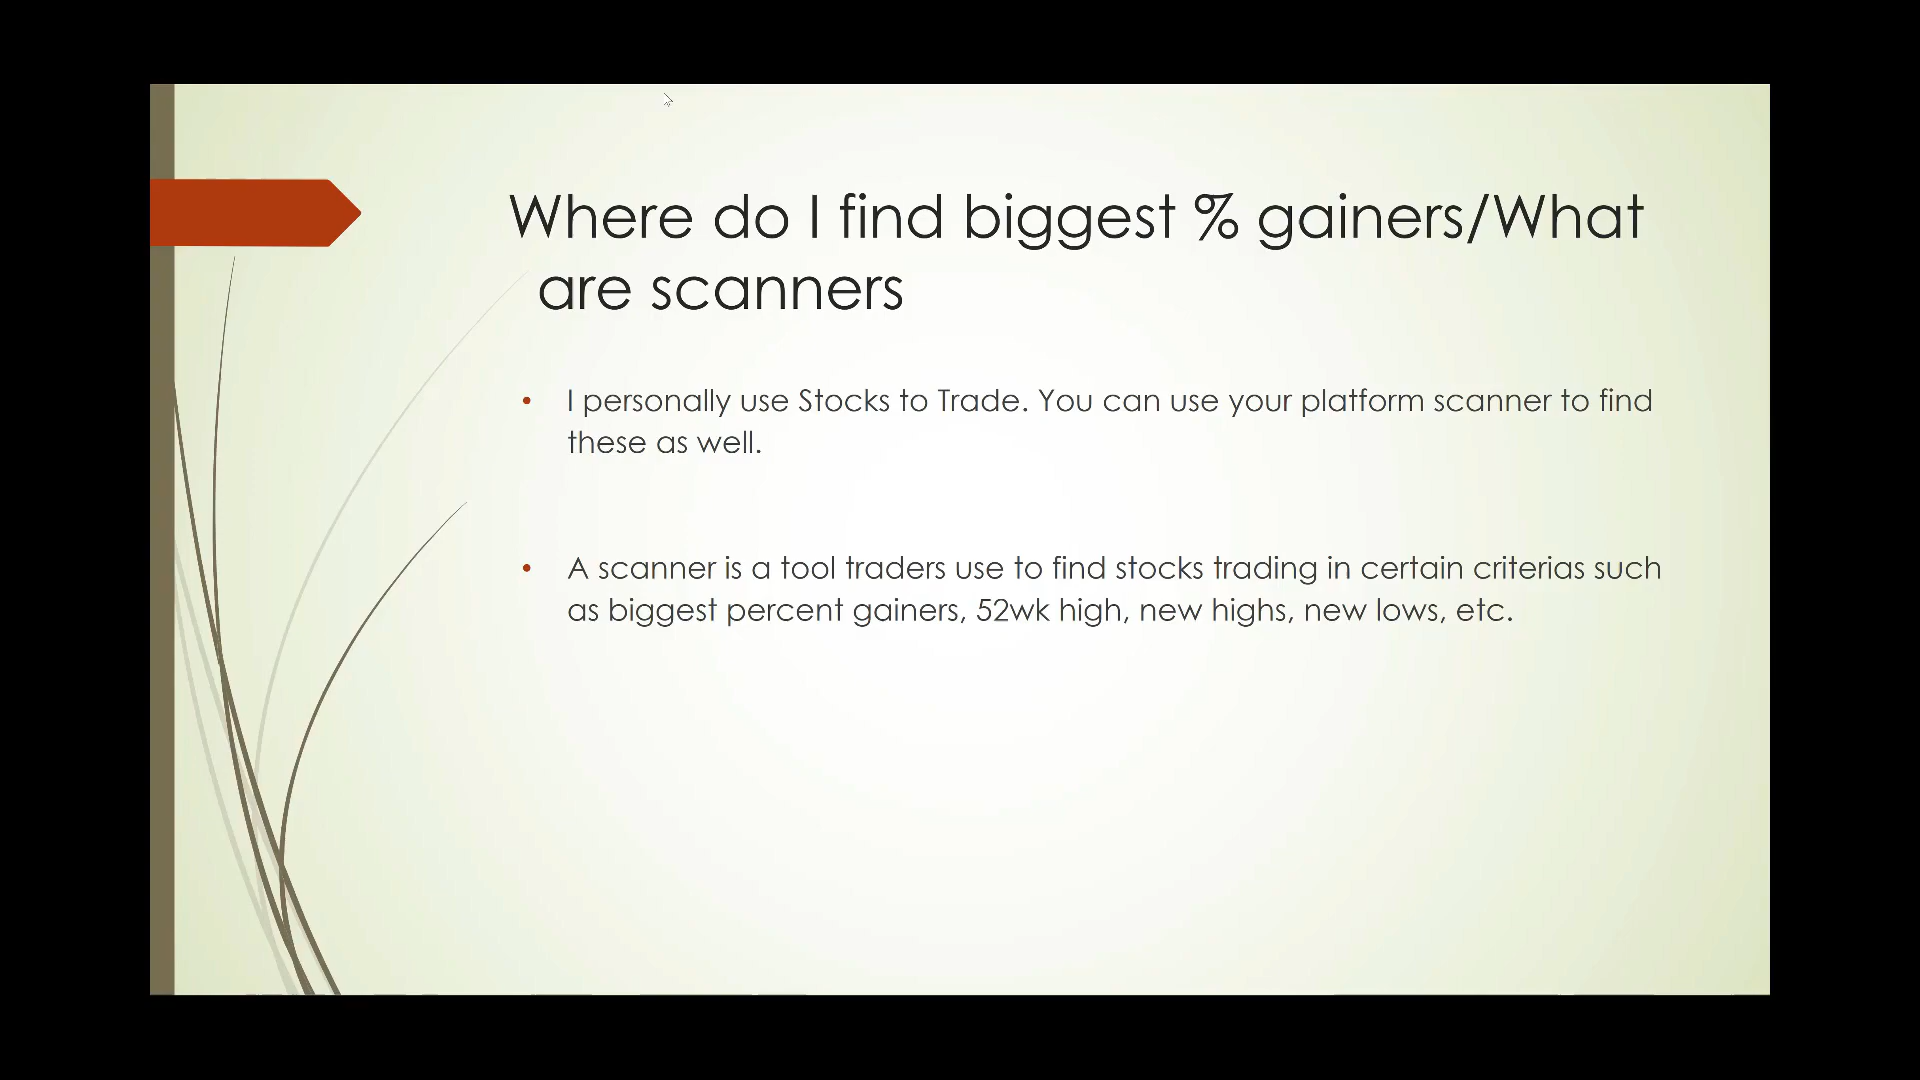 Where do I find biggest % gainers/What
are scanners
• I personally use Stocks to Trade. You can use your platform scanner to find
these as well.
• A scanner is a tool traders use to find stocks trading in certain criterias such
as biggest percent gainers, 52wk high, new highs, new lows, etc.